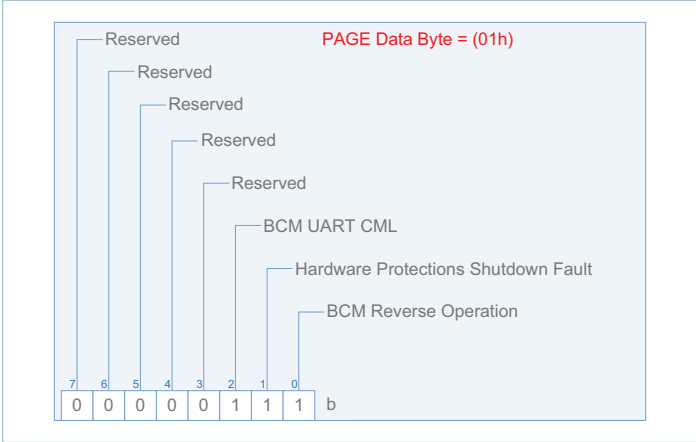 Reserved PAGE Data Byte = (01h)
Reserved
Reserved
Reserved
Reserved
BCM UART CML
Hardware Protections Shutdown Fault
BCM Reverse Operation
7 6 5 4 3 2 1 0
0 0 0 0 0 1 1 1 b